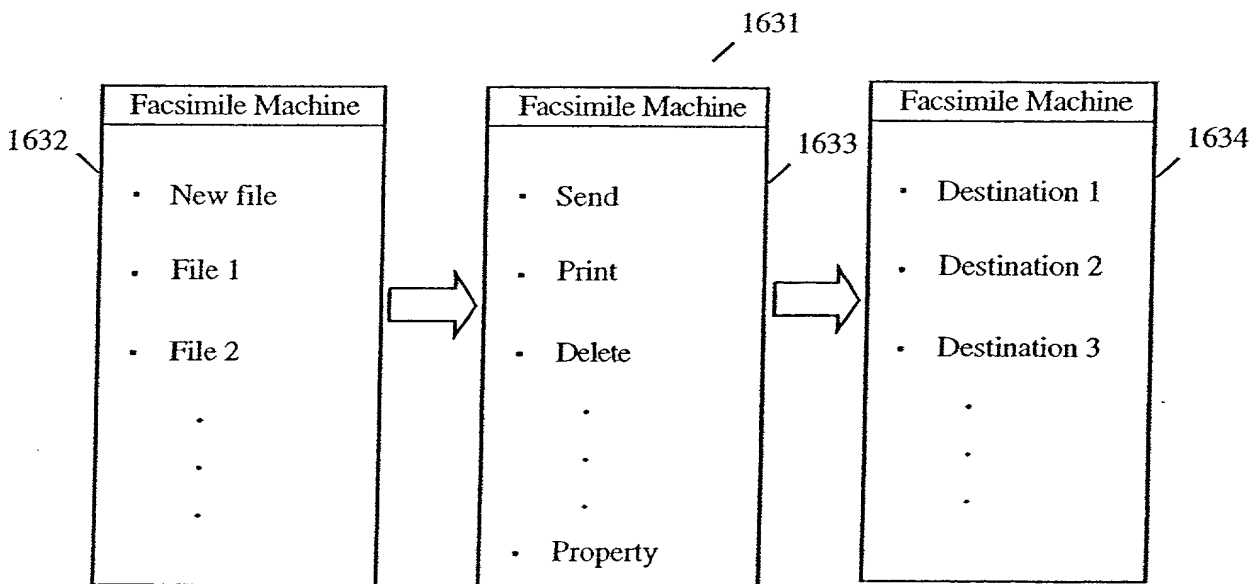 1631
Facsimile Machine
1632
· New file
· File 1
· File 2
.
.
.
Facsimile Machine
1633
· Send
· Print
· Delete
.
.
.
· Property
Facsimile Machine
1634
· Destination 1
· Destination 2
· Destination 3
.
.
.